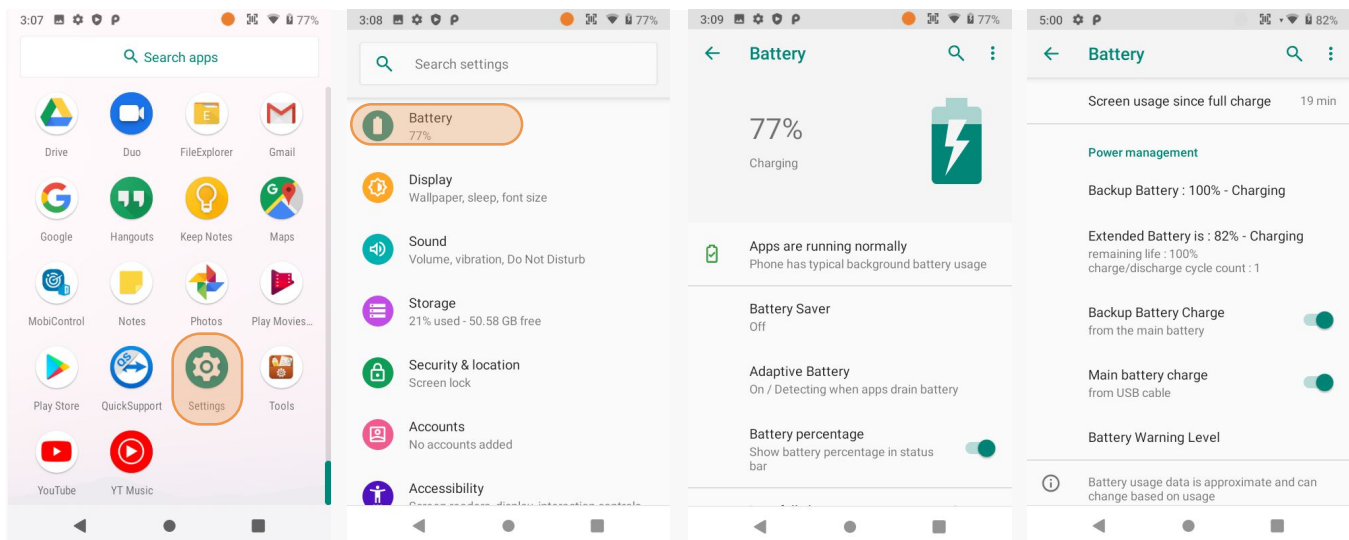 3:07 77%
Search apps
Drive Duo FileExplorer Gmail
Google Hangouts Keep Notes Maps
MobiControl Notes Photos Play Movies...
Play Store QuickSupport Settings Tools
YouTube YT Music
3:08 77%
Search settings
Battery
77%
Display
Wallpaper, sleep, font size
Sound
Volume, vibration, Do Not Disturb
Storage
21% used - 50.58 GB free
Security & location
Screen lock
Accounts
No accounts added
Accessibility
Screen readers, display, interaction controls
3:09 77%
Battery
77%
Charging
Apps are running normally
Phone has typical background battery usage
Battery Saver
Off
Adaptive Battery
On / Detecting when apps drain battery
Battery percentage
Show battery percentage in status
bar
5:00 82%
Battery
Screen usage since full charge 19 min
Power management
Backup Battery : 100% - Charging
Extended Battery is : 82% - Charging
remaining life : 100%
charge/discharge cycle count : 1
Backup Battery Charge
from the main battery
Main battery charge
from USB cable
Battery Warning Level
Battery usage data is approximate and can
change based on usage